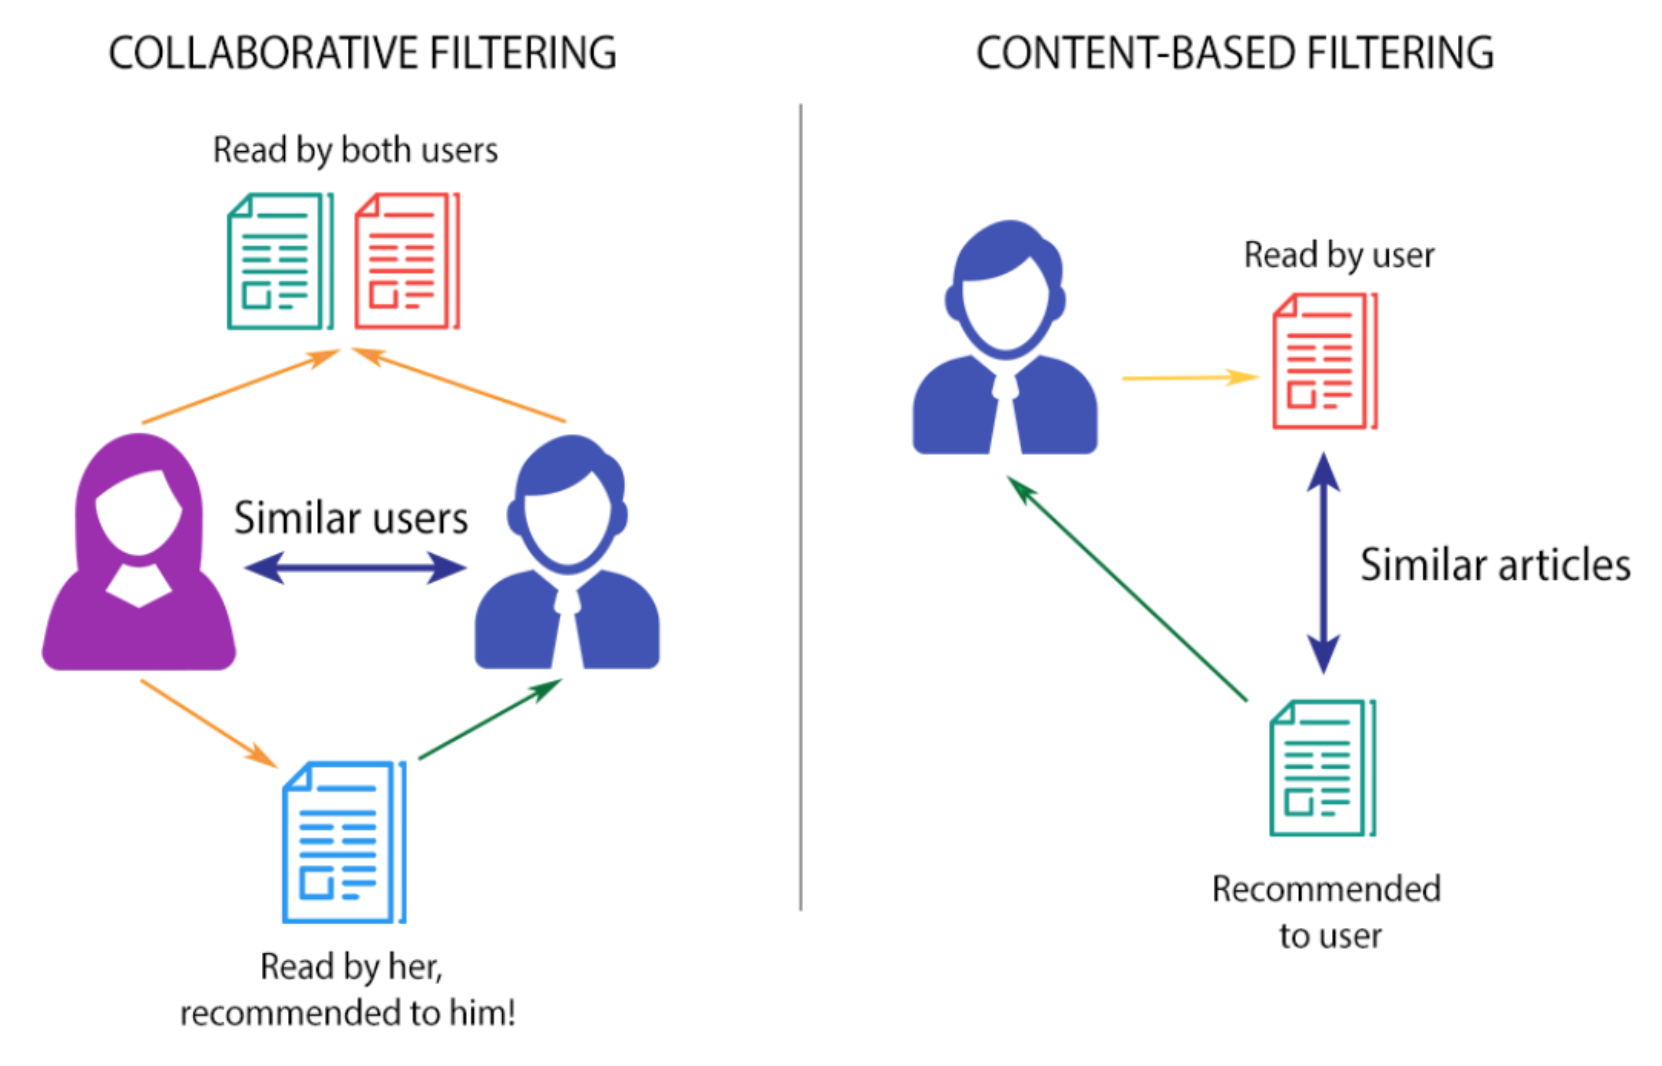 COLLABORATIVE FILTERING
Read by both users
Similar users
Read by her,
recommended to him!
CONTENT-BASED FILTERING
Read by user
Similar articles
Recommended
to user